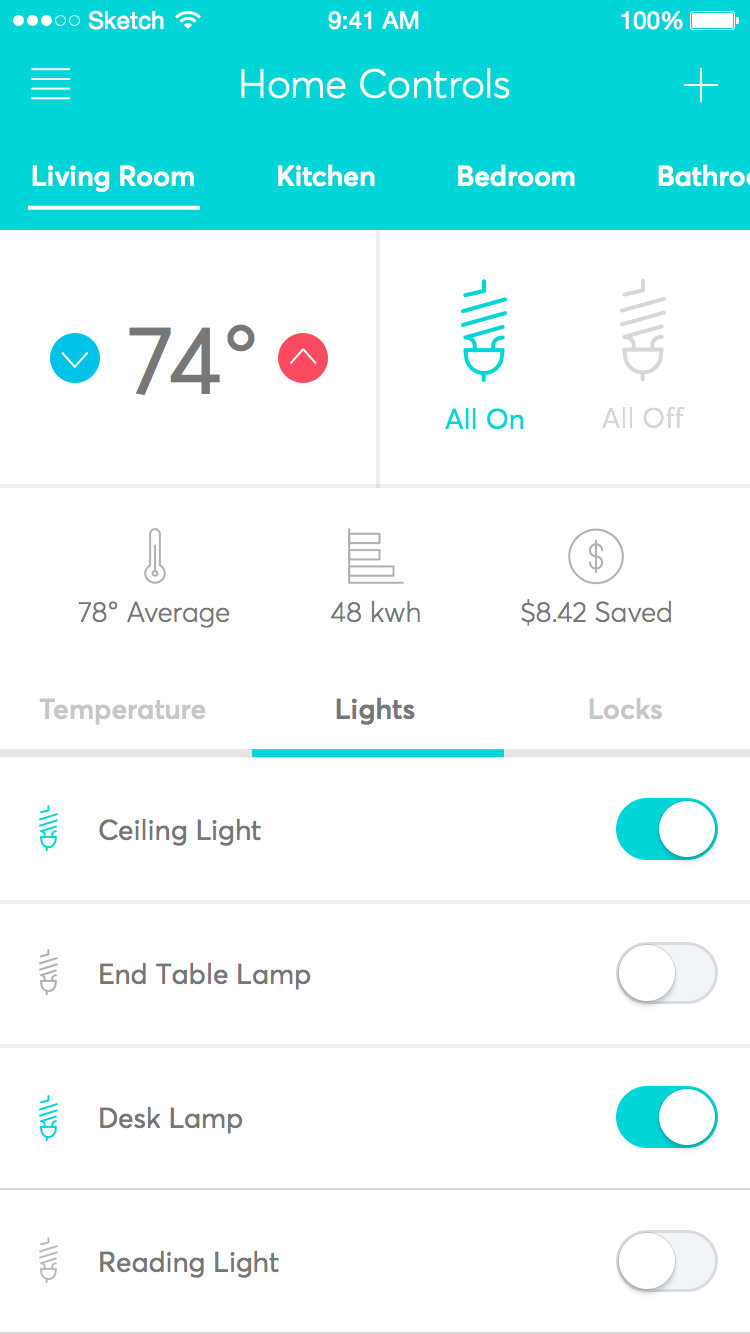 Sketch 9:41 AM 100%
Home Controls
Living Room Kitchen Bedroom Bathroo
74°
All On All Off
$
78° Average 48 kwh $8.42 Saved
Temperature Lights Locks
Ceiling Light
End Table Lamp
Desk Lamp
Reading Light